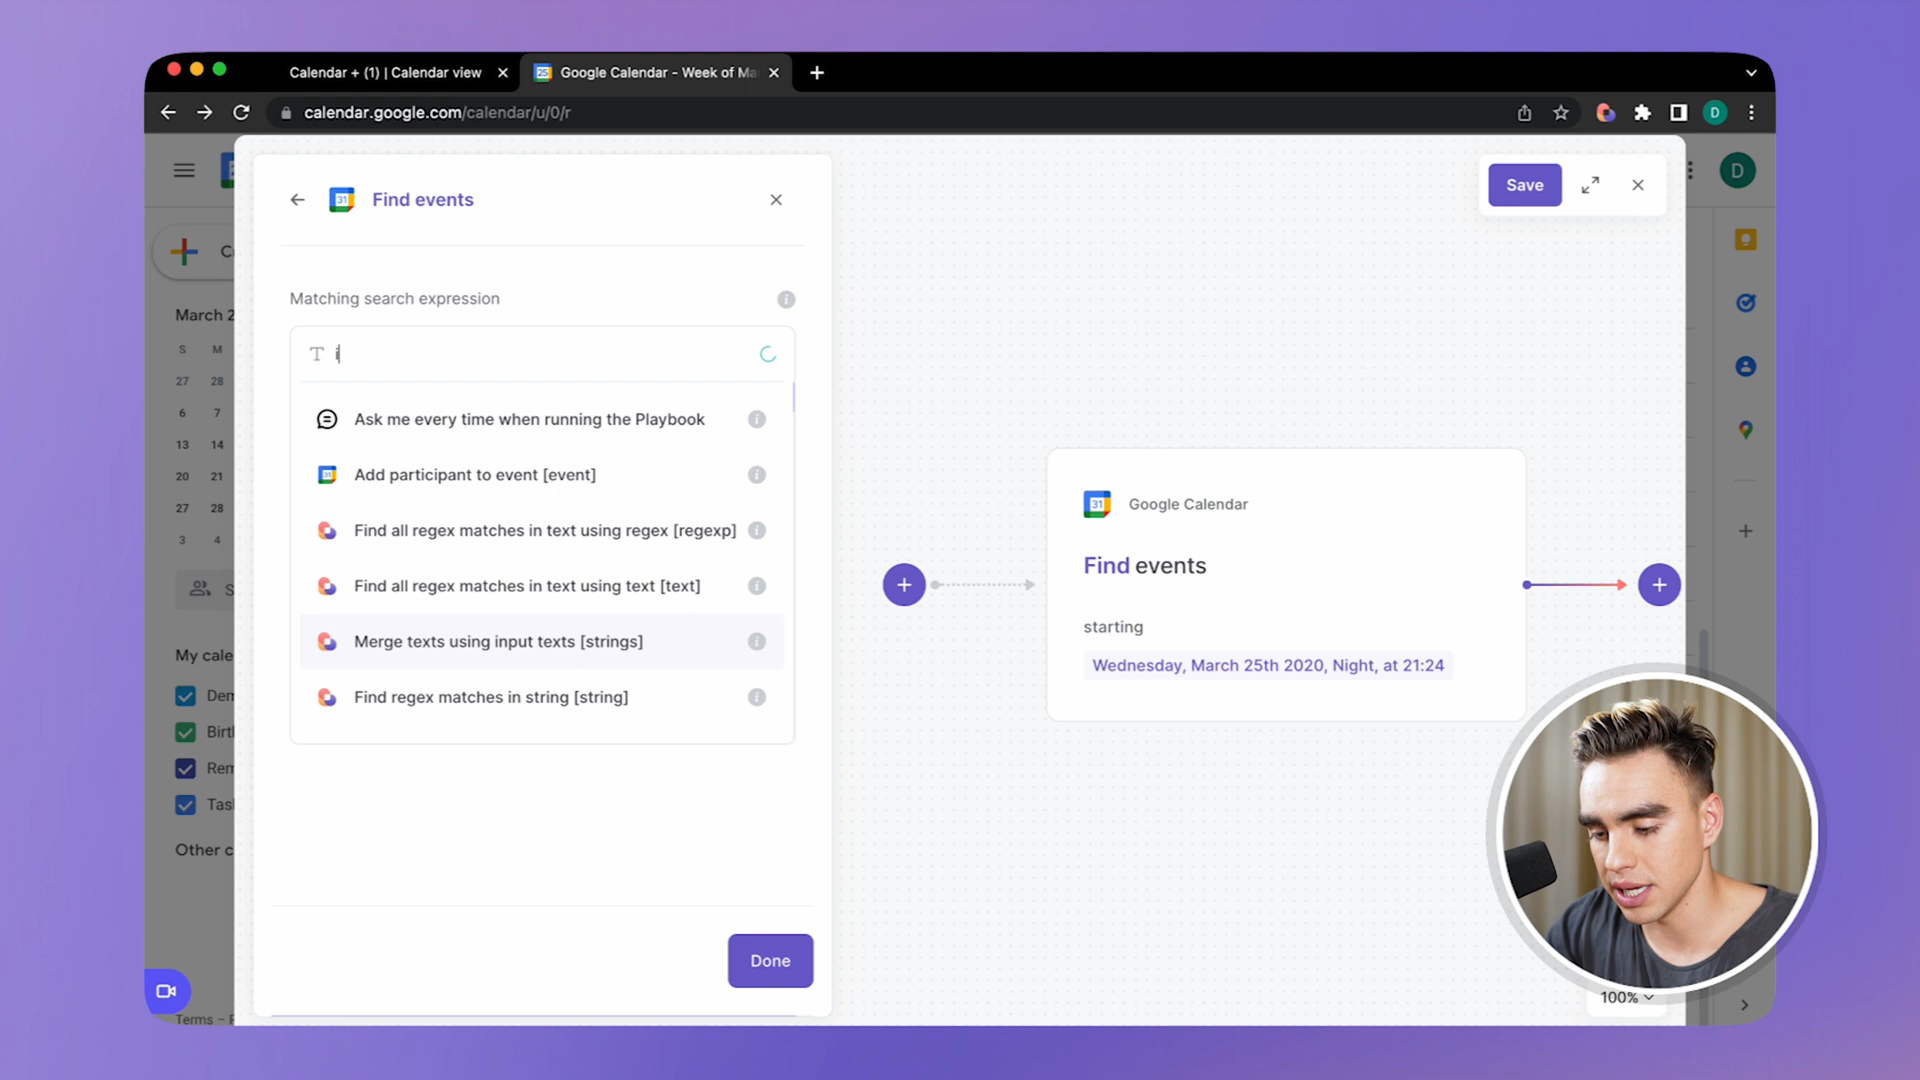 Calendar + (1) | Calendar view
Google Calendar - Week of Ma
calendar.google.com/calendar/u/0/r
D
Find events
Save
D
Matching search expression
i
Ask me every time when running the Playbook
Add participant to event [event]
Find all regex matches in text using regex [regexp]
Find all regex matches in text using text [text]
Merge texts using input texts [strings]
Find regex matches in string [string]
Done
March 2
S M
27 28
6 7
13 14
20 21
27 28
3 4
S
My cale
Dem
Birt
Rem
Tas
Other c
Terms –
31 Google Calendar
Find events
starting
Wednesday, March 25th 2020, Night, at 21:24
100%